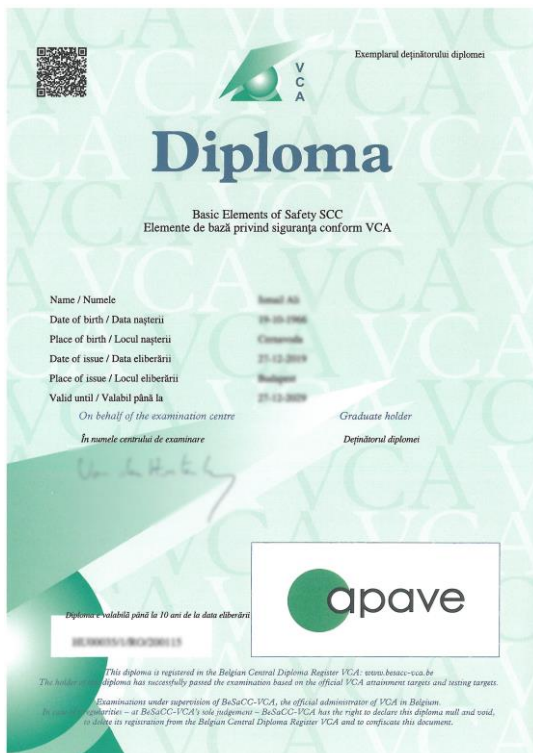 Exemplarul deținătorului diplomei
V
C
A
Diploma
Basic Elements of Safety SCC
Elemente de bază privind siguranța conform VCA
Name / Numele
Date of birth / Data nașterii
Place of birth / Locul nașterii
Date of issue / Data eliberării
Place of issue / Locul eliberării
Valid until / Valabil până la
On behalf of the examination centre
Graduate holder
În numele centrului de examinare
Deținătorul diplomei
apave
Diploma e valabilă până la 10 ani de la data eliberării
This diploma is registered in the Belgian Central Diploma Register VCA: www.besacc-vca.be
The holder of this diploma has successfully passed the examination based on the official VCA attainment targets and testing targets.
Examinations under supervision of BeSaCC-VCA, the official administrator of VCA in Belgium.
In case of irregularities – at BeSaCC-VCA's sole judgement – BeSaCC-VCA has the right to declare this diploma null and void,
to delete its registration from the Belgian Central Diploma Register VCA and to confiscate this document.